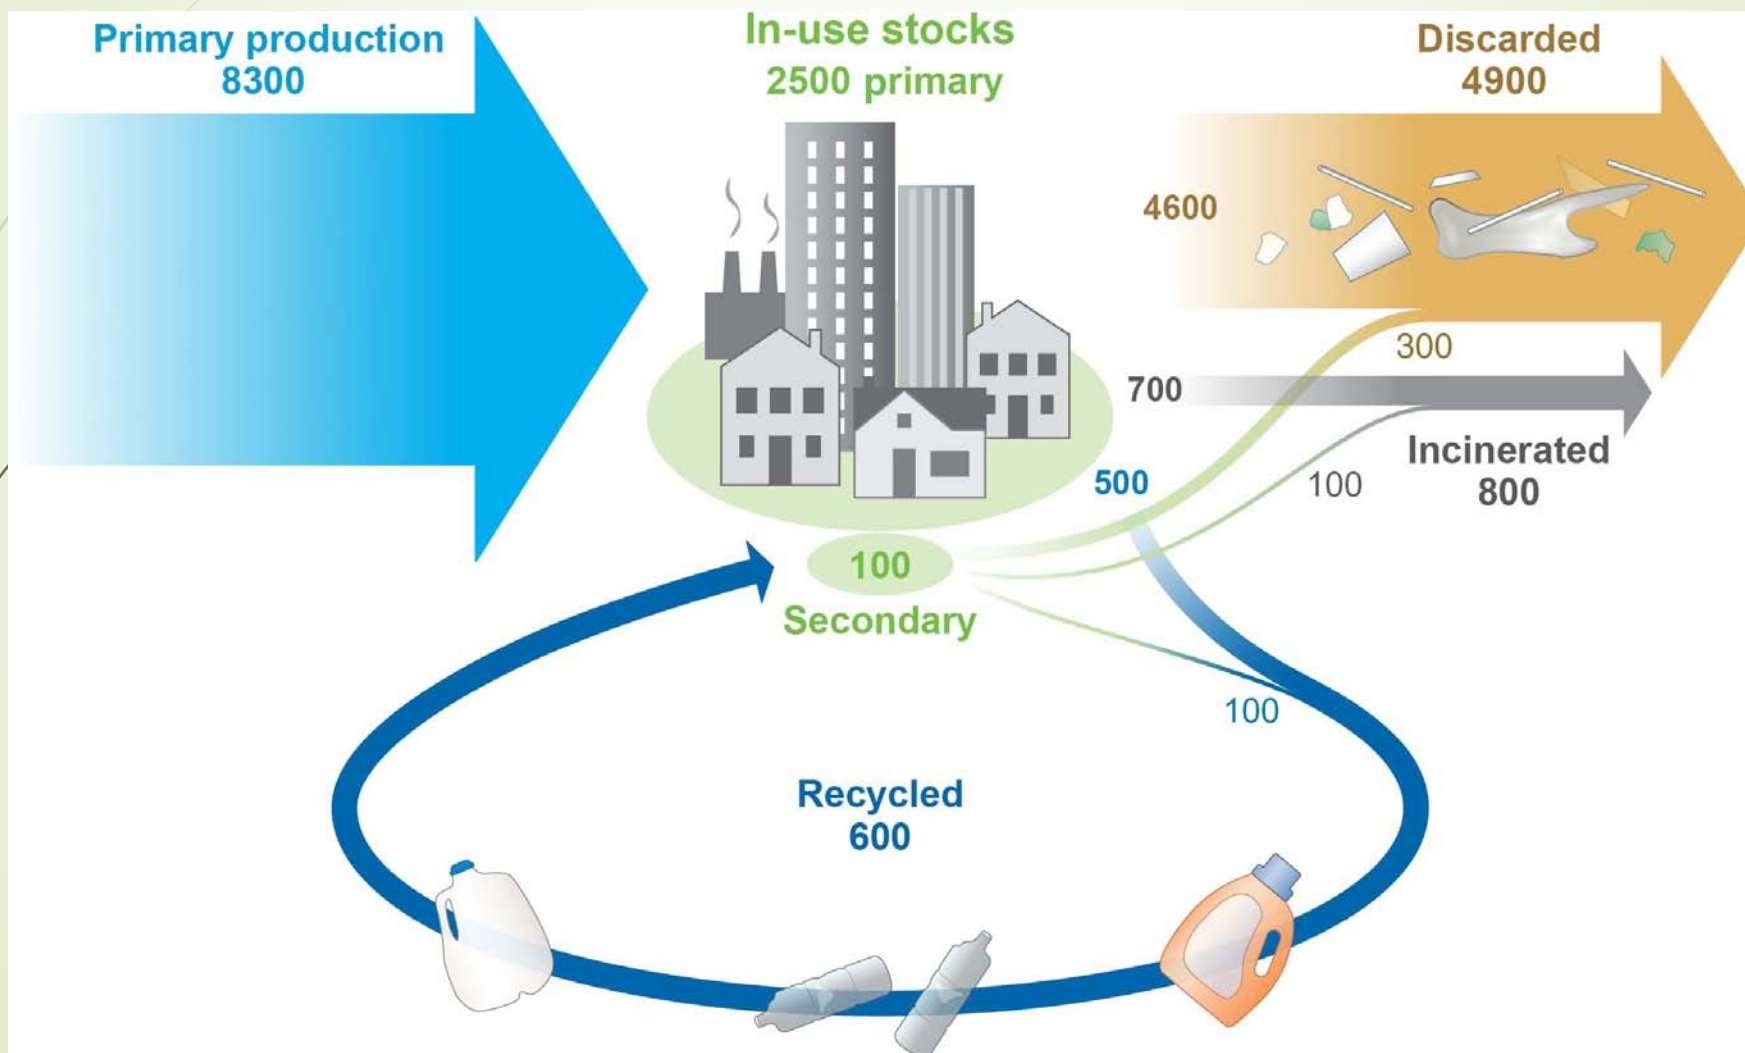 Primary production
8300
In-use stocks
2500 primary
Discarded
4900
4600
300
700
Incinerated
800
100
500
100
Secondary
100
Recycled
600